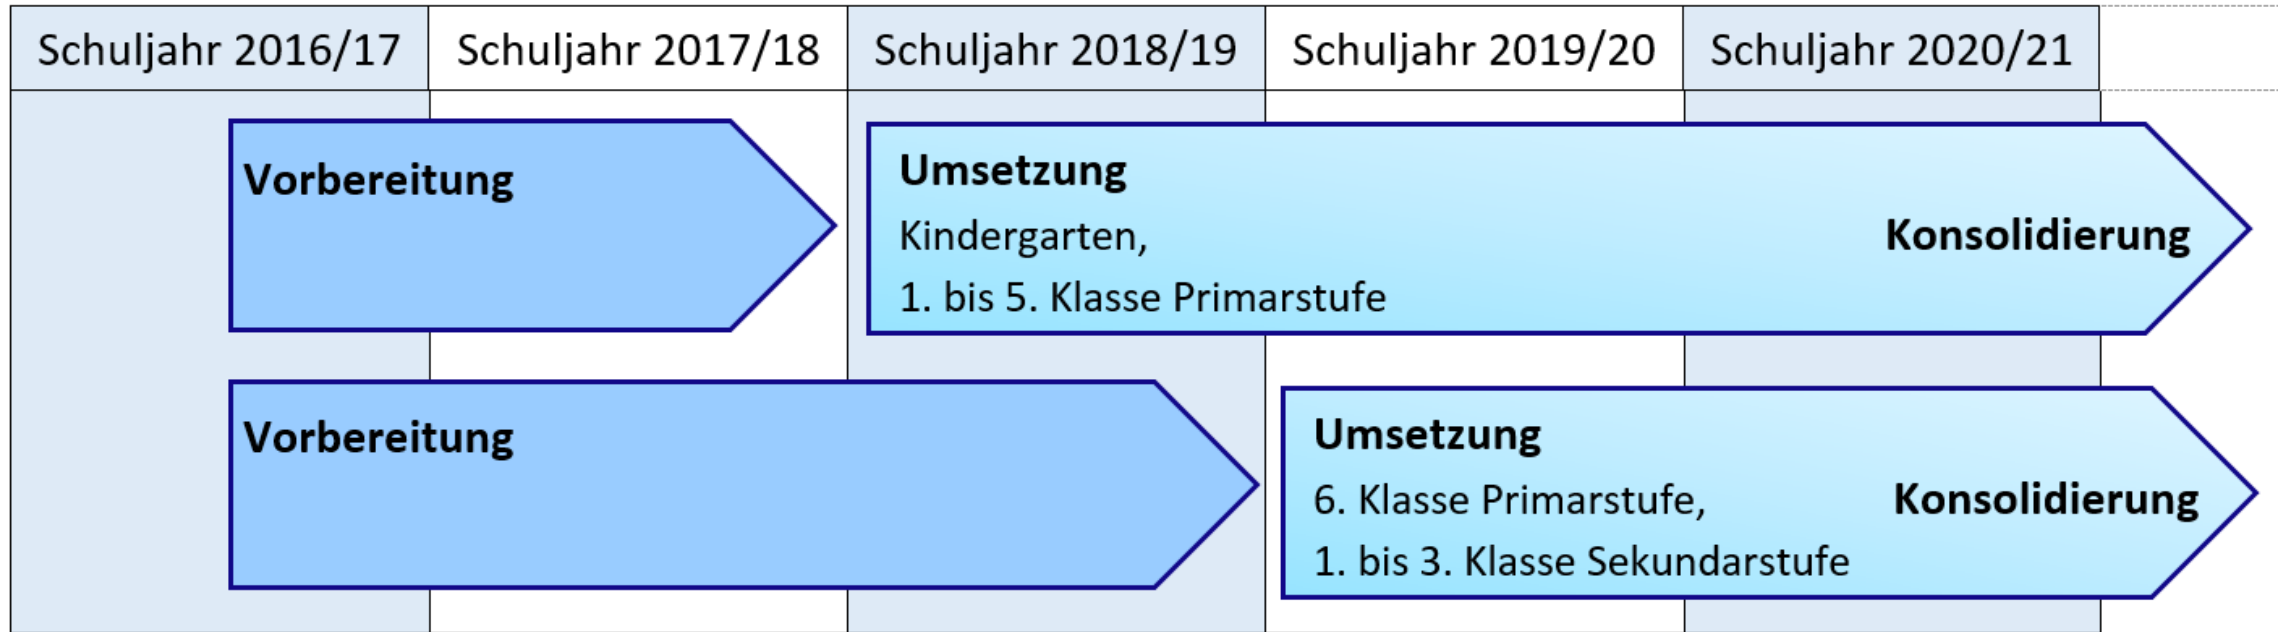 Schuljahr 2016/17 Schuljahr 2017/18 Schuljahr 2018/19 Schuljahr 2019/20 Schuljahr 2020/21
Vorbereitung
Umsetzung
Kindergarten,
1. bis 5. Klasse Primarstufe
Konsolidierung
Vorbereitung
Umsetzung
6. Klasse Primarstufe,
1. bis 3. Klasse Sekundarstufe
Konsolidierung